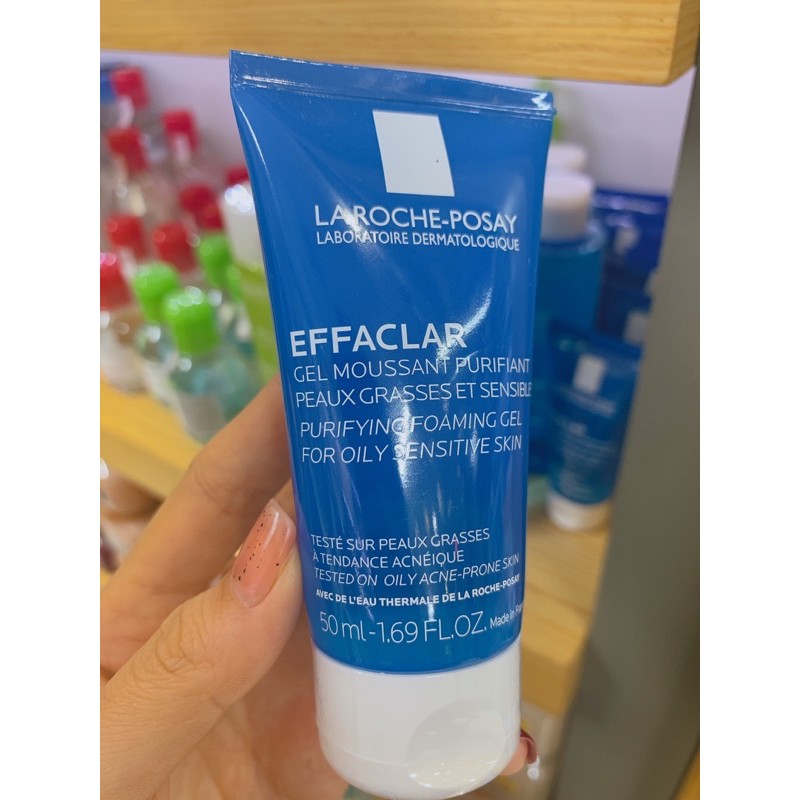 LA ROCHE-POSAY
LABORATOIRE DERMATOLOGIQUE
EFFACLAR
GEL MOUSSANT PURIFIANT
PEAUX GRASSES ET SENSIBLE
PURIFYING FOAMING GEL
FOR OILY SENSITIVE SKIN
TESTÉ SUR PEAUX GRASSES
À TENDANCE ACNÉIQUE
TESTED ON OILY ACNE-PRONE SKIN
AVEC DE L'EAU THERMALE DE LA ROCHE-POSAY
50 ml-1.69 FL.OZ. Made in